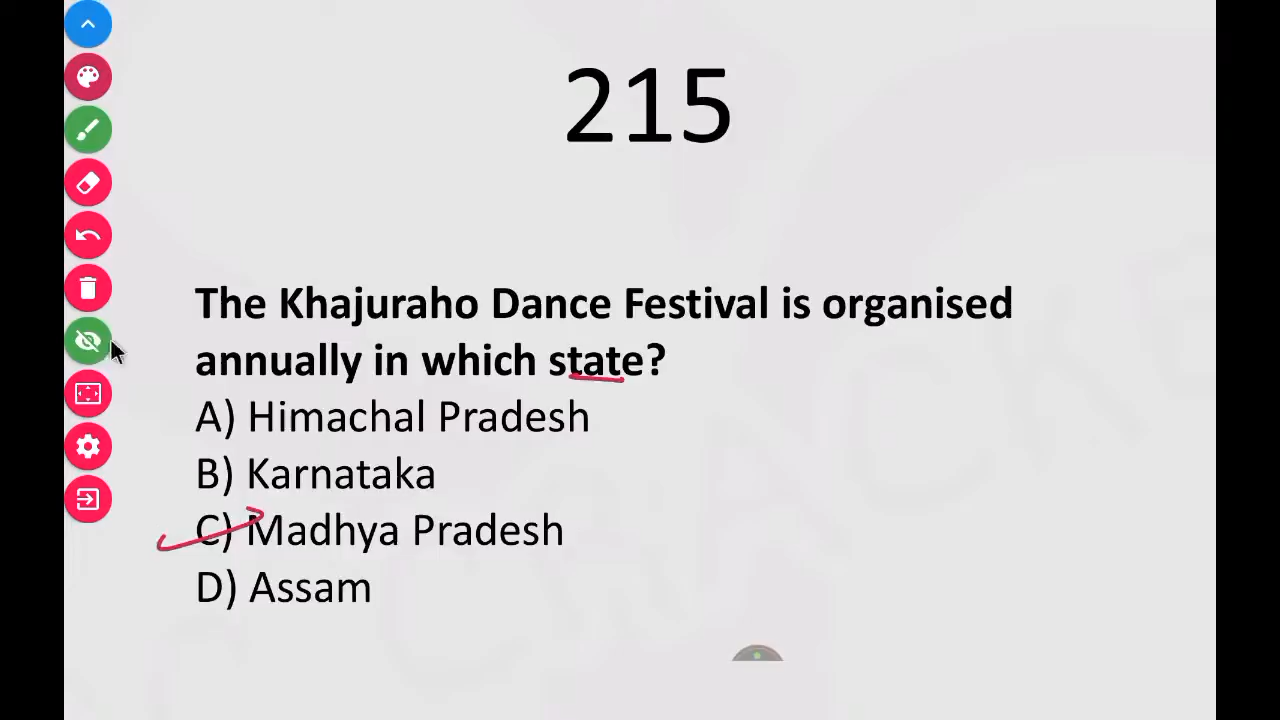 215
The Khajuraho Dance Festival is organised
annually in which state?
A) Himachal Pradesh
B) Karnataka
C) Madhya Pradesh
D) Assam